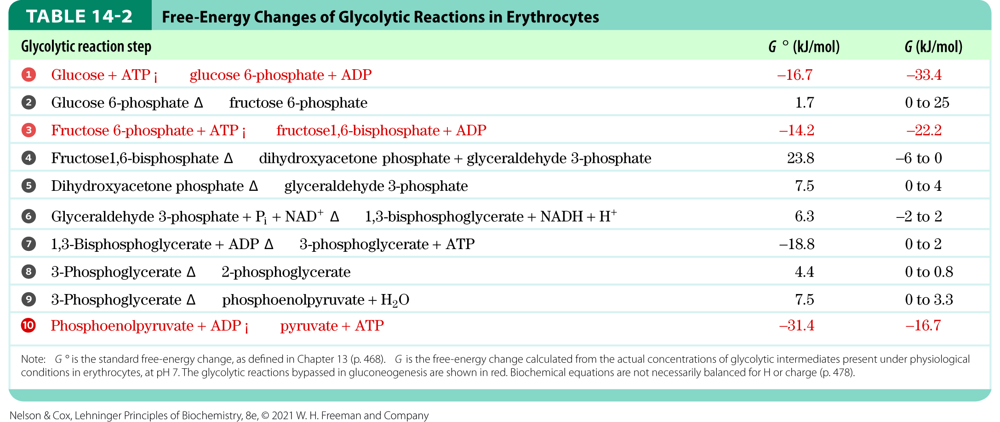 TABLE 14-2 Free-Energy Changes of Glycolytic Reactions in Erythrocytes
Glycolytic reaction step G ° (kJ/mol) G (kJ/mol)
1 Glucose + ATP ¡ glucose 6-phosphate + ADP –16.7 –33.4
2 Glucose 6-phosphate Δ fructose 6-phosphate 1.7 0 to 25
3 Fructose 6-phosphate + ATP ¡ fructose1,6-bisphosphate + ADP –14.2 –22.2
4 Fructose1,6-bisphosphate Δ dihydroxyacetone phosphate + glyceraldehyde 3-phosphate 23.8 –6 to 0
5 Dihydroxyacetone phosphate Δ glyceraldehyde 3-phosphate 7.5 0 to 4
6 Glyceraldehyde 3-phosphate + Pᵢ + NAD⁺ Δ 1,3-bisphosphoglycerate + NADH + H⁺ 6.3 –2 to 2
7 1,3-Bisphosphoglycerate + ADP Δ 3-phosphoglycerate + ATP –18.8 0 to 2
8 3-Phosphoglycerate Δ 2-phosphoglycerate 4.4 0 to 0.8
9 3-Phosphoglycerate Δ phosphoenolpyruvate + H₂O 7.5 0 to 3.3
10 Phosphoenolpyruvate + ADP ¡ pyruvate + ATP –31.4 –16.7
Note: G ° is the standard free-energy change, as defined in Chapter 13 (p. 468). G is the free-energy change calculated from the actual concentrations of glycolytic intermediates present under physiological
conditions in erythrocytes, at pH 7. The glycolytic reactions bypassed in gluconeogenesis are shown in red. Biochemical equations are not necessarily balanced for H or charge (p. 478).
Nelson & Cox, Lehninger Principles of Biochemistry, 8e, © 2021 W. H. Freeman and Company